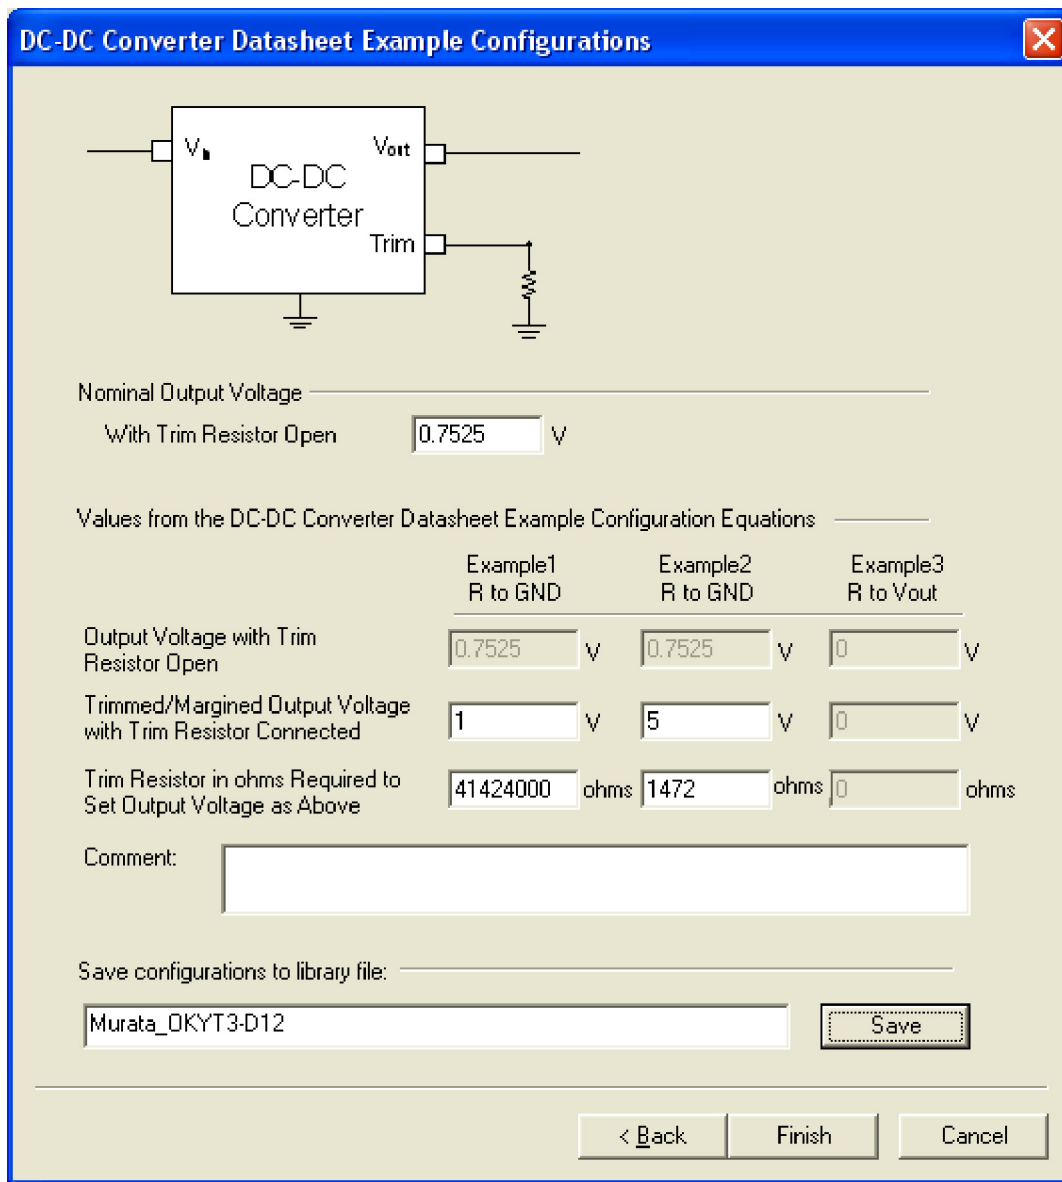 DC-DC Converter Datasheet Example Configurations
Vin Vout
DC-DC
Converter
Trim
Nominal Output Voltage
With Trim Resistor Open 0.7525 V
Values from the DC-DC Converter Datasheet Example Configuration Equations
Example1 Example2 Example3
R to GND R to GND R to Vout
Output Voltage with Trim
Resistor Open 0.7525 V 0.7525 V 0 V
Trimmed/Margined Output Voltage
with Trim Resistor Connected 1 V 5 V 0 V
Trim Resistor in ohms Required to
Set Output Voltage as Above 41424000 ohms 1472 ohms 0 ohms
Comment:
Save configurations to library file:
Murata_OKYT3-D12 Save
< Back Finish Cancel